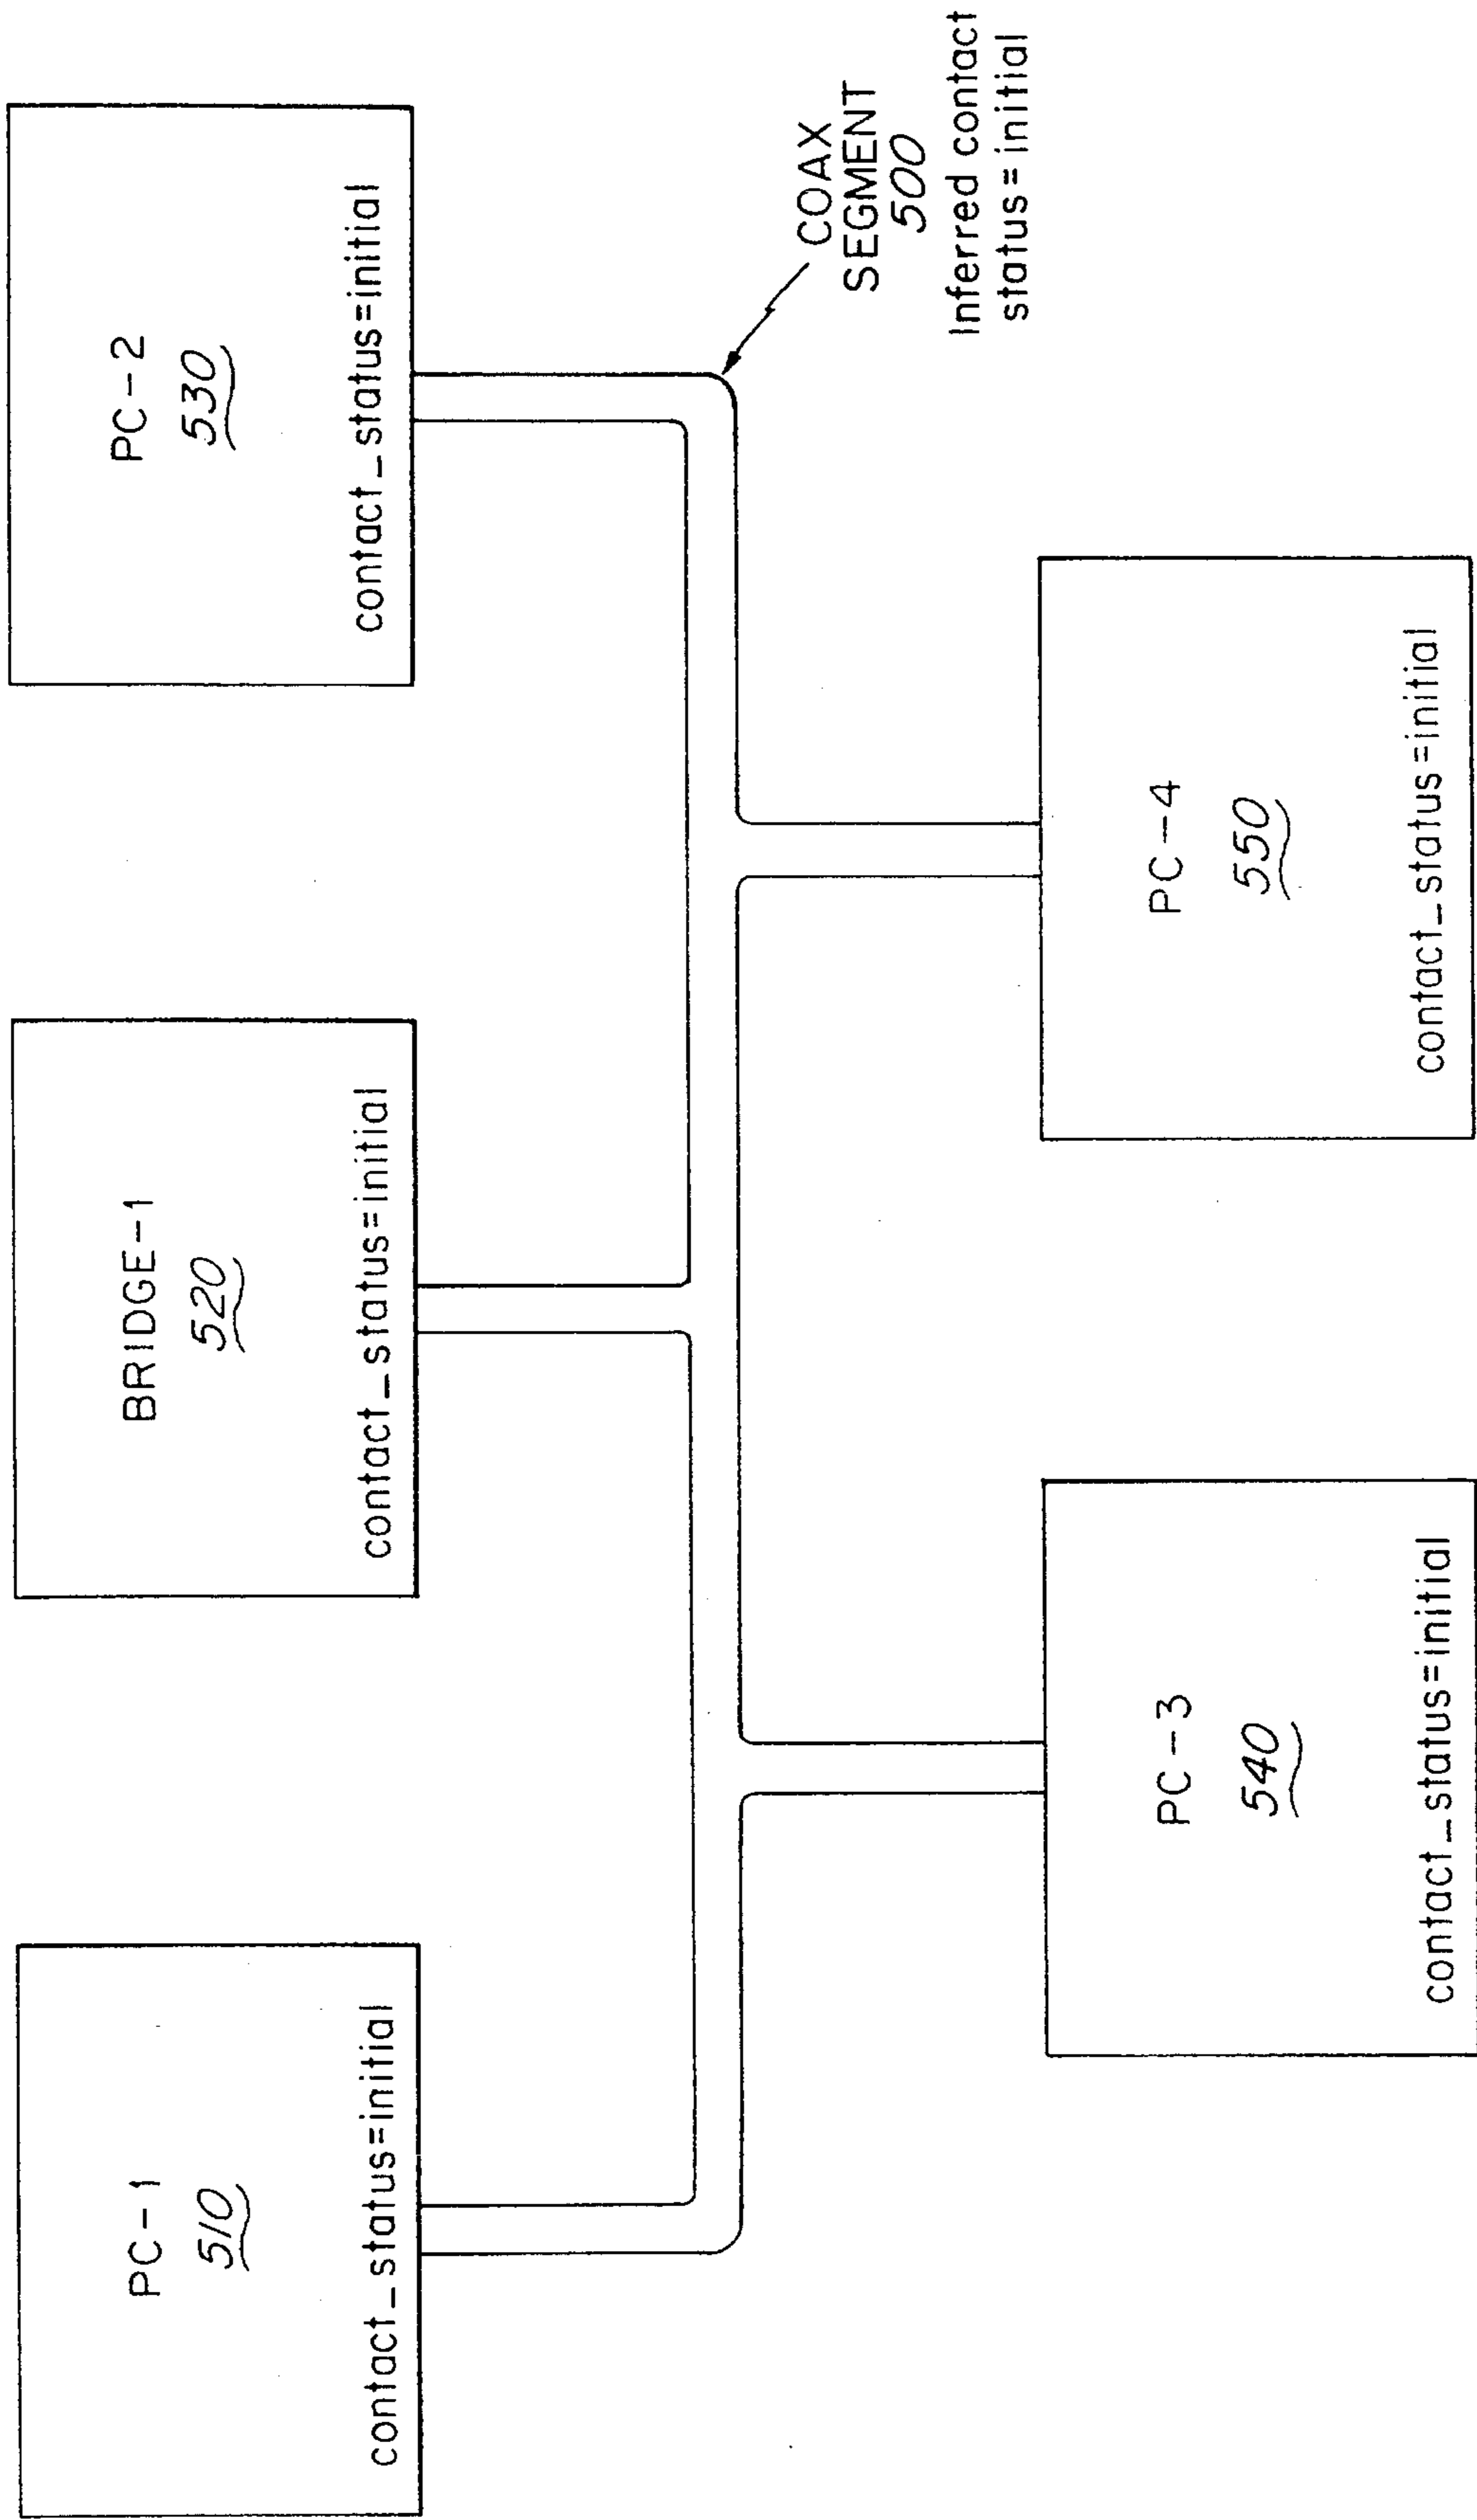 PC-1
510
contact_status=initial
BRIDGE-1
520
contact_status=initial
PC-2
530
contact_status=initial
COAX
SEGMENT
500
Inferred contact
status=initial
PC-3
540
contact_status=initial
PC-4
550
contact_status=initial